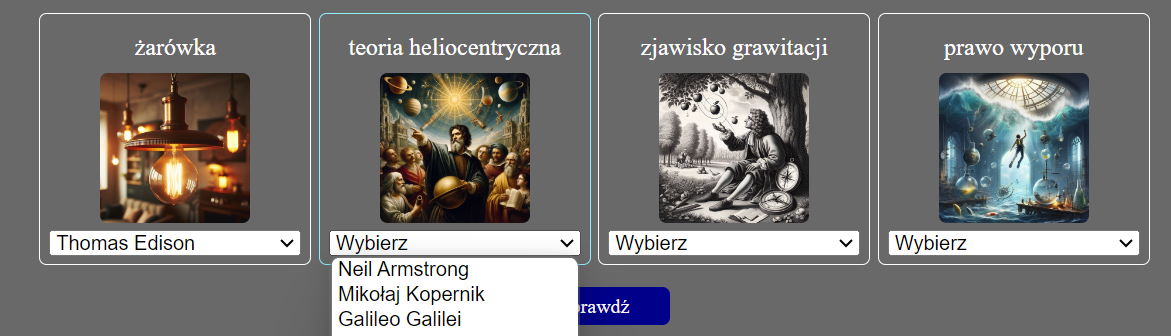 żarówka
teoria heliocentryczna
zjawisko grawitacji
prawo wyporu
Thomas Edison
Wybierz
Wybierz
Wybierz
Neil Armstrong
Mikołaj Kopernik
Galileo Galilei
rawdź